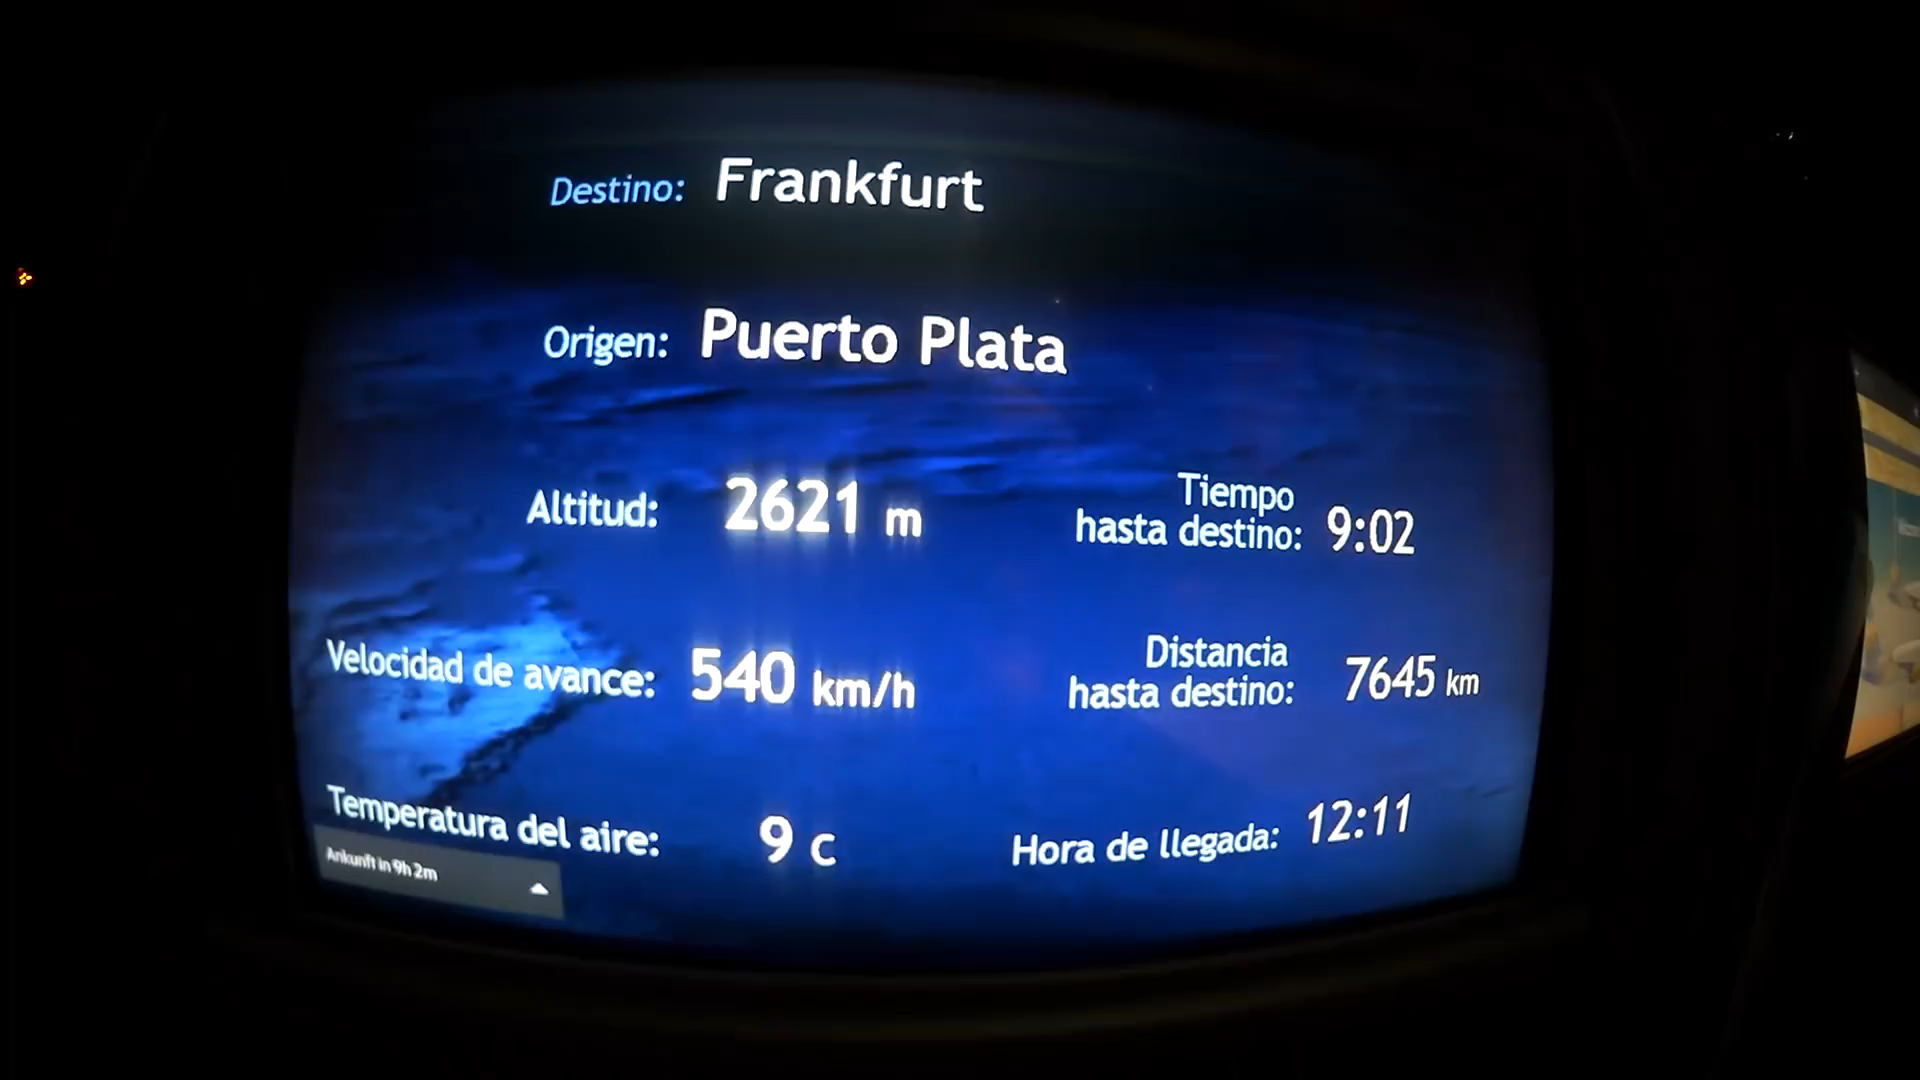 Destino: Frankfurt
Origen: Puerto Plata
Altitud: 2621 m
Tiempo
hasta destino: 9:02
Velocidad de avance: 540 km/h
Distancia
hasta destino: 7645 km
Temperatura del aire: 9 C
Hora de llegada: 12:11
Ankunft in 9h 2m